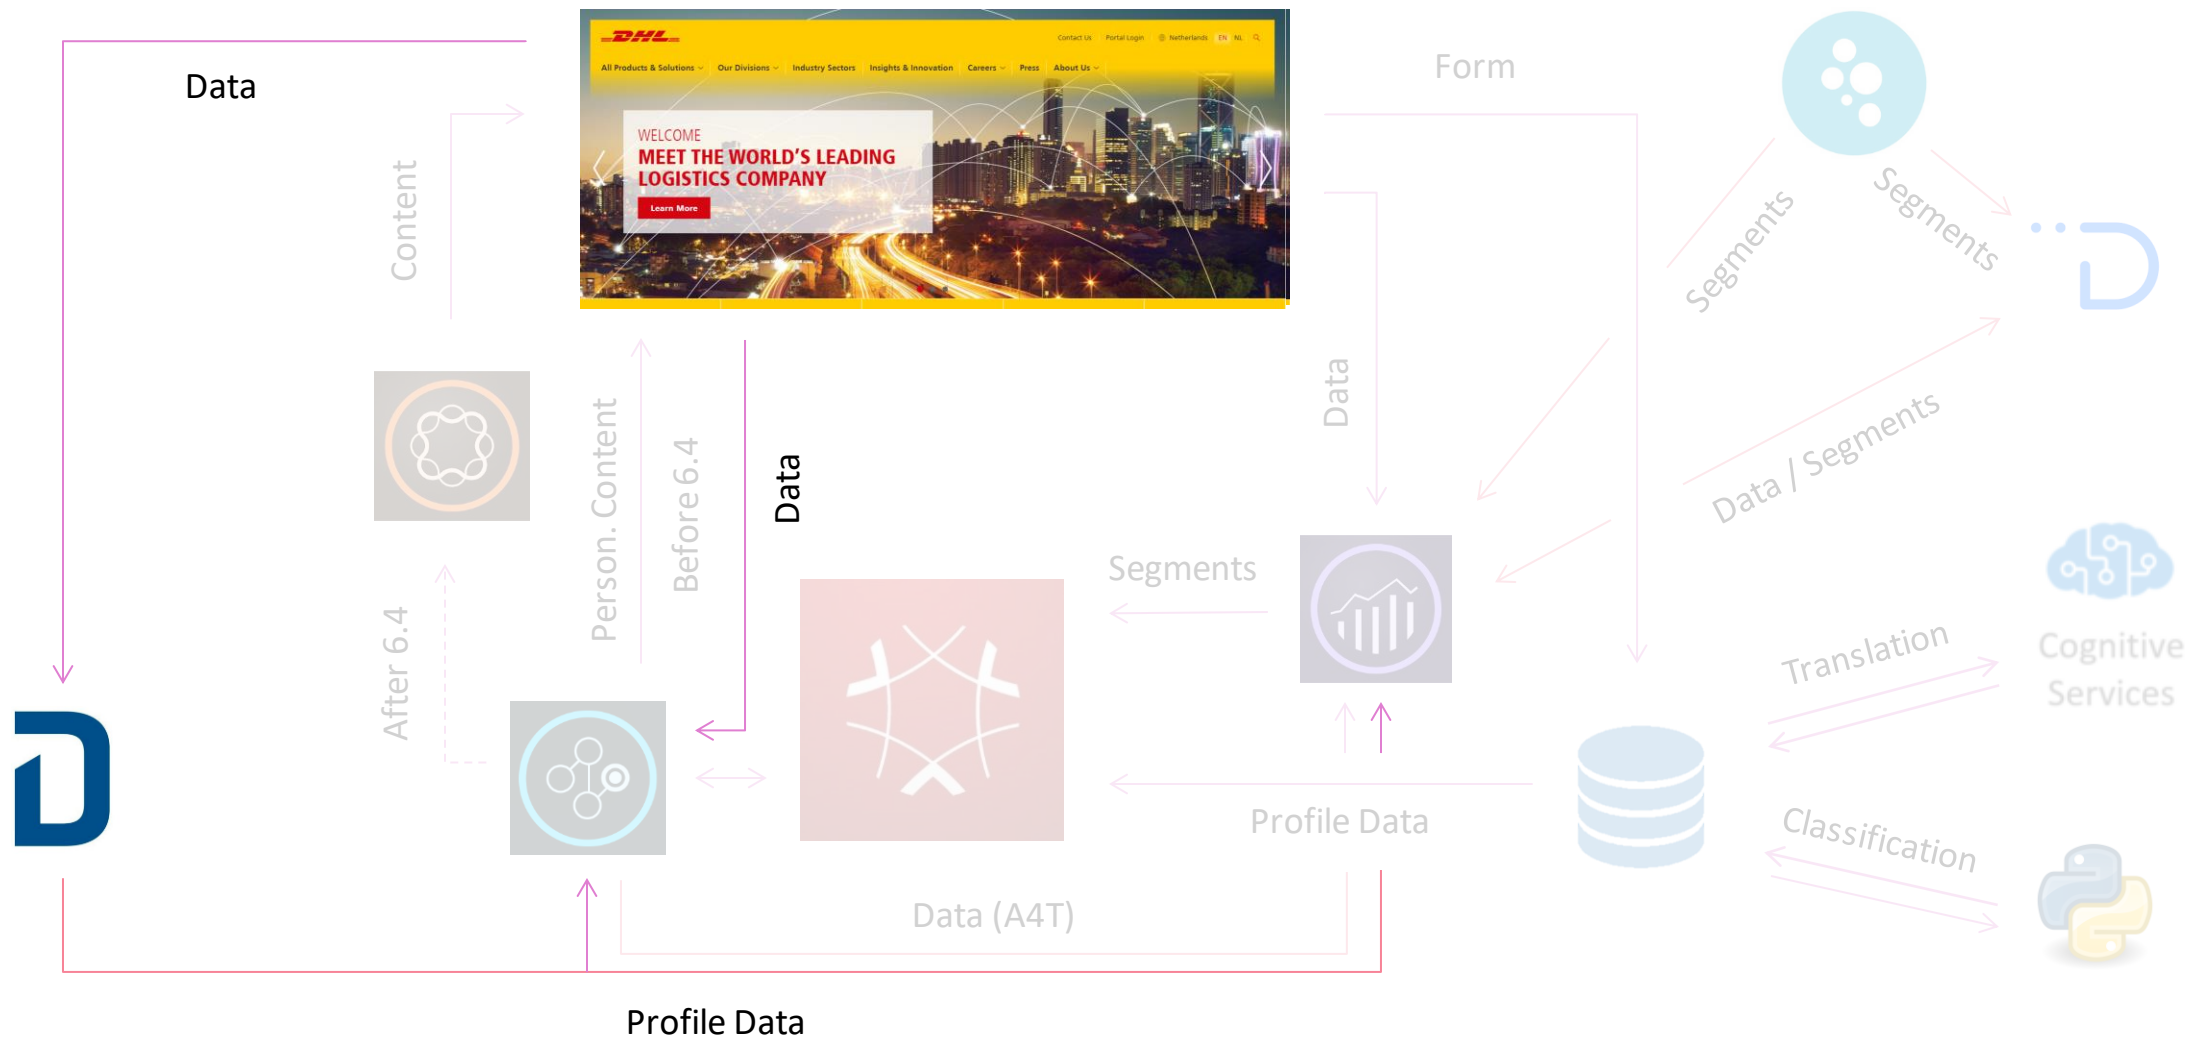 DHL
Contact Us Portal Login Netherlands EN NL
All Products & Solutions Our Divisions Industry Sectors Insights & Innovation Careers Press About Us
WELCOME
MEET THE WORLD'S LEADING
LOGISTICS COMPANY
Learn More
Data
Content
Form
Segments
Segments
Person. Content
Before 6.4
Data
Data
Data / Segments
Segments
After 6.4
Translation
Cognitive
Services
Profile Data
Classification
Data (A4T)
Profile Data